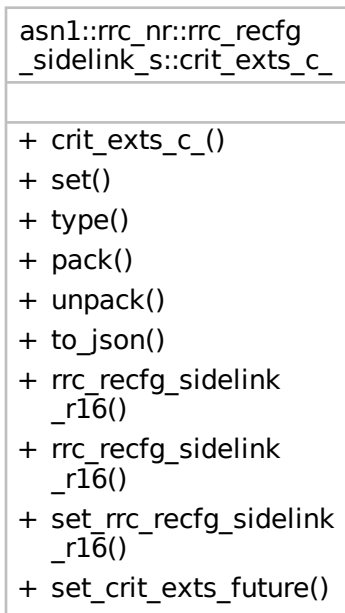 asn1::rrc_nr::rrc_recfg
_sidelink_s::crit_exts_c_
+ crit_exts_c_()
+ set()
+ type()
+ pack()
+ unpack()
+ to_json()
+ rrc_recfg_sidelink
_r16()
+ rrc_recfg_sidelink
_r16()
+ set_rrc_recfg_sidelink
_r16()
+ set_crit_exts_future()